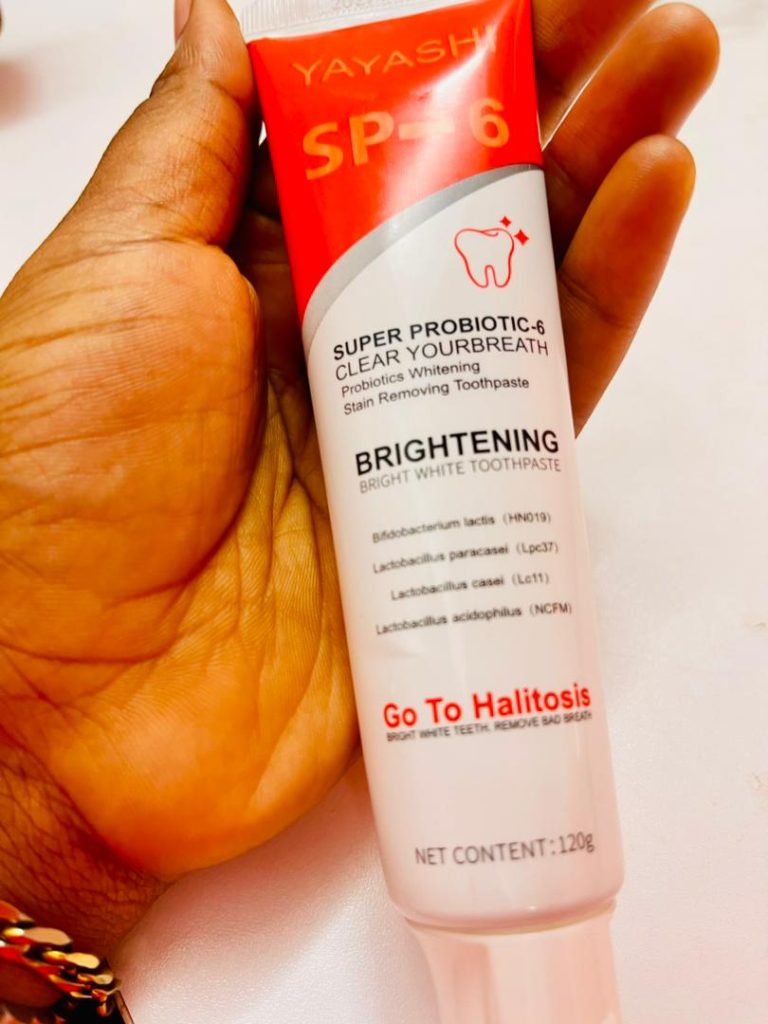 YAYASHI
SP-6
SUPER PROBIOTIC-6
CLEAR YOURBREATH
Probiotics Whitening
Stain Removing Toothpaste
BRIGHTENING
BRIGHT WHITE TOOTHPASTE
Bifidobacterium lactis (HN019)
Lactobacillus paracasei (Lpc37)
Lactobacillus casei (Lc11)
Lactobacillus acidophilus (NCFM)
Go To Halitosis
BRIGHT WHITE TEETH, REMOVE BAD BREATH
NET CONTENT:120g